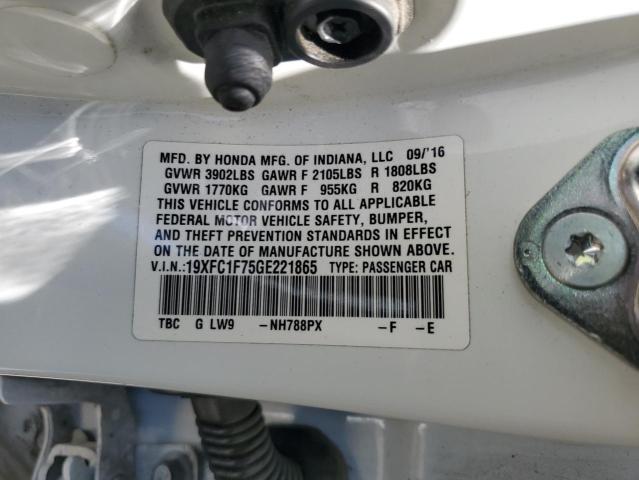 MFD. BY HONDA MFG. OF INDIANA, LLC 09/'16
GVWR 3902LBS GAWR F 2105LBS R 1808LBS
GVWR 1770KG GAWR F 955KG R 820KG
THIS VEHICLE CONFORMS TO ALL APPLICABLE
FEDERAL MOTOR VEHICLE SAFETY, BUMPER,
AND THEFT PREVENTION STANDARDS IN EFFECT
ON THE DATE OF MANUFACTURE SHOWN ABOVE.
V.I.N.:19XFC1F75GE221865 TYPE: PASSENGER CAR
TBC G LW9 –NH788PX –F –E